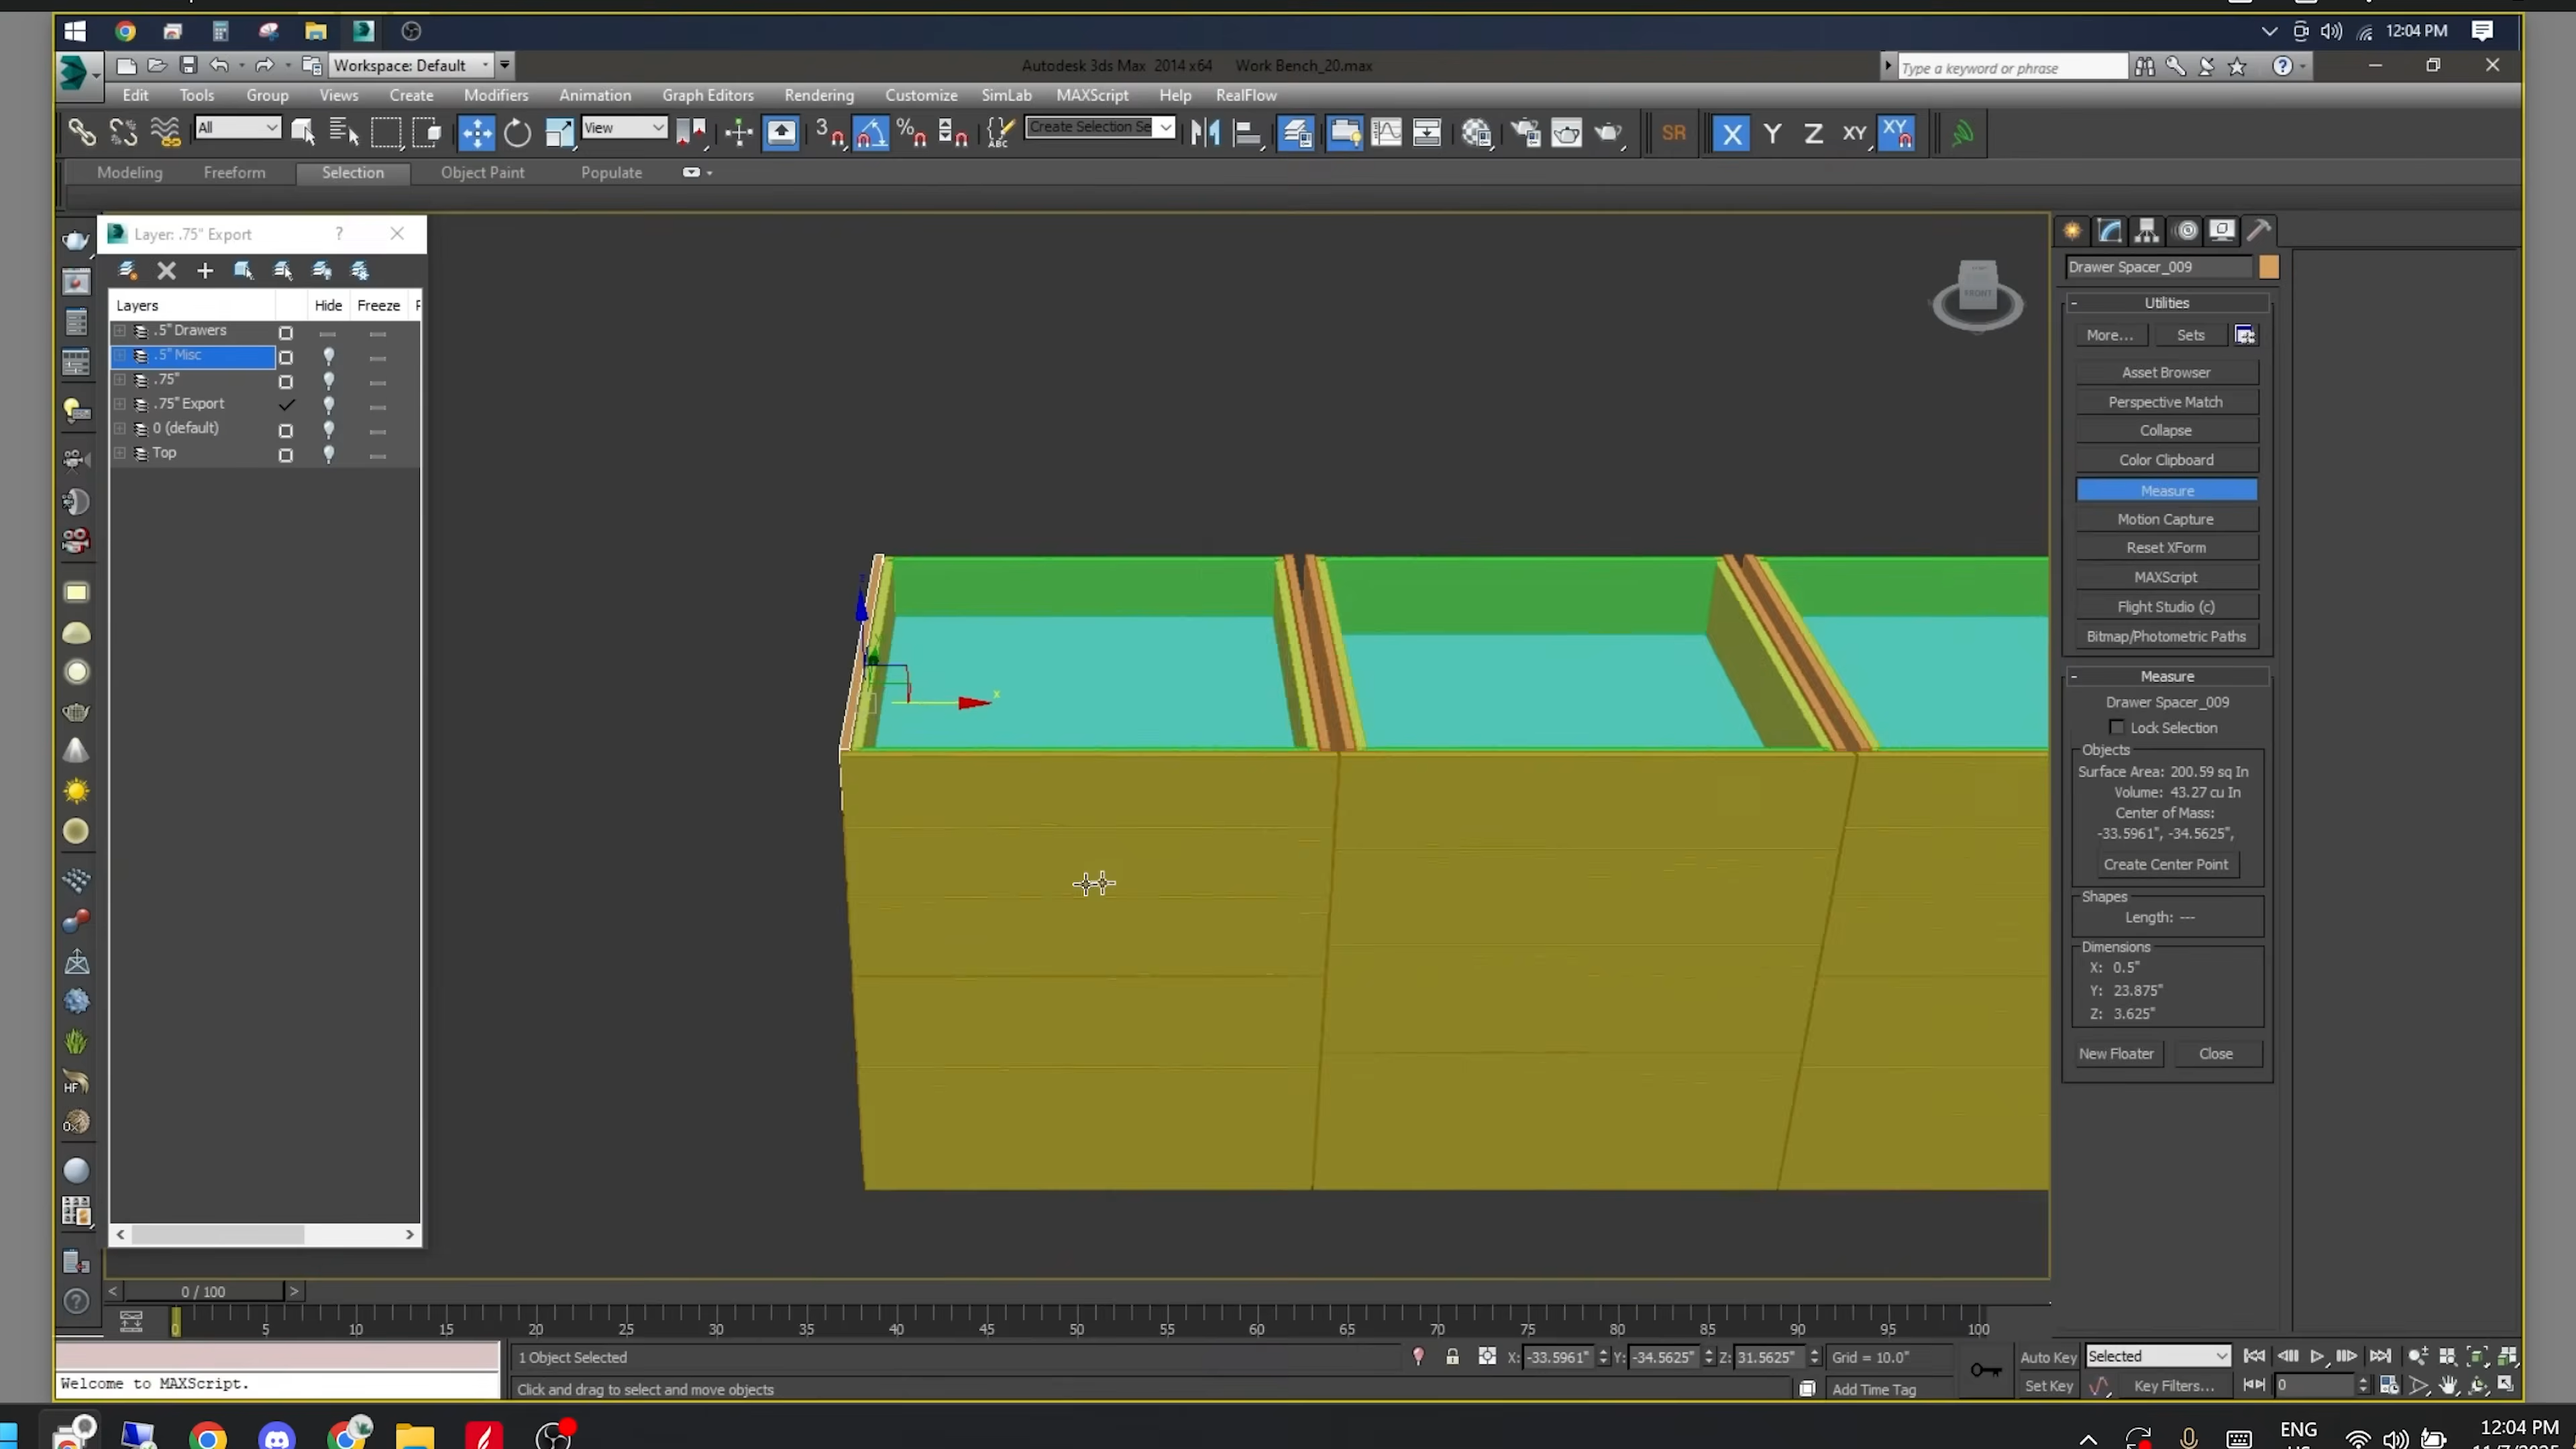 12:04 PM
Workspace: Default
Autodesk 3ds Max 2014 x64 Work Bench_20.max
Type a keyword or phrase
Edit Tools Group Views Create Modifiers Animation Graph Editors Rendering Customize SimLab MAXScript Help RealFlow
All
View
3
%
ABC
Create Selection Se
SR X Y Z XY XY
Modeling Freeform Selection Object Paint Populate
Layer: .75" Export ? 
Layers Hide Freeze
.5" Drawers
.5" Misc
.75"
.75" Export
0 (default)
Top
FRONT
z
x
Drawer Spacer_009
- Utilities
More... Sets
Asset Browser
Perspective Match
Collapse
Color Clipboard
Measure
Motion Capture
Reset XForm
MAXScript
Flight Studio (c)
Bitmap/Photometric Paths
- Measure
Drawer Spacer_009
Lock Selection
Objects
Surface Area: 200.59 sq In
Volume: 43.27 cu In
Center of Mass:
-33.5961", -34.5625",
Create Center Point
Shapes
Length: ---
Dimensions
X: 0.5"
Y: 23.875"
Z: 3.625"
New Floater Close
HF
OX
< 0 / 100 >
0 5 10 15 20 25 30 35 40 45 50 55 60 65 70 75 80 85 90 95 100
1 Object Selected X: -33.5961" Y: -34.5625" Z: 31.5625" Grid = 10.0" Auto Key Selected
Welcome to MAXScript. Click and drag to select and move objects Add Time Tag Set Key Key Filters... 0
ENG
12:04 PM